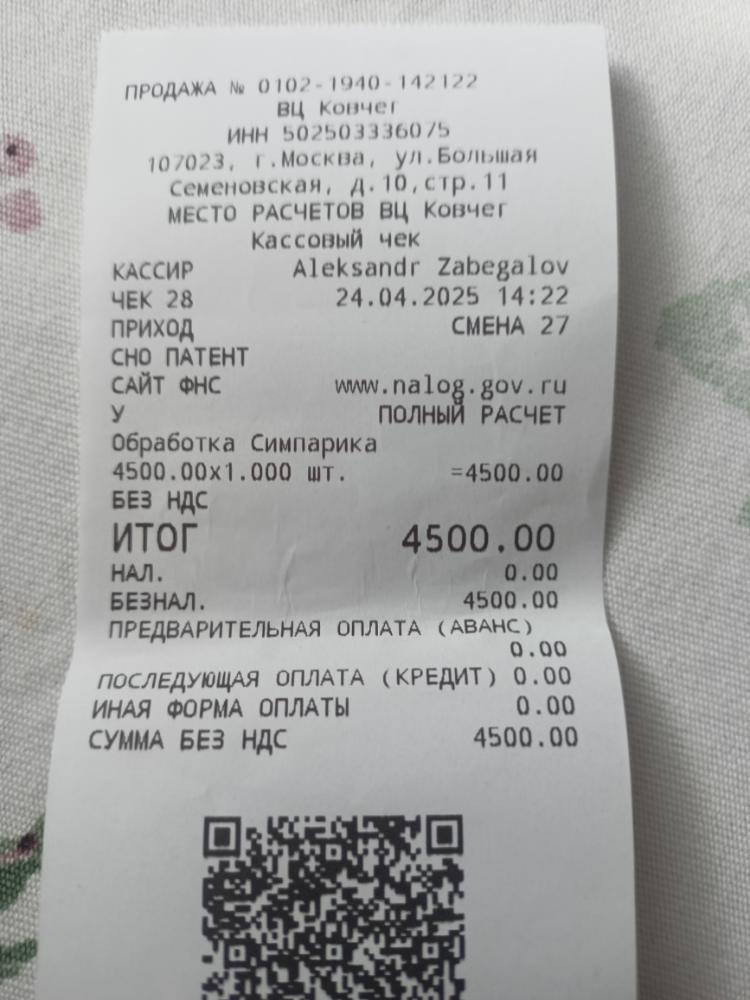 ПРОДАЖА № 0102-1940-142122
ВЦ Ковчег
ИНН 502503336075
107023, г.Москва, ул.Большая
Семеновская, д.10,стр.11
МЕСТО РАСЧЕТОВ ВЦ Ковчег
Кассовый чек
КАССИР Aleksandr Zabegalov
ЧЕК 28 24.04.2025 14:22
ПРИХОД СМЕНА 27
СНО ПАТЕНТ
САЙТ ФНС www.nalog.gov.ru
У ПОЛНЫЙ РАСЧЕТ
Обработка Симпарика
4500.00x1.000 шт. =4500.00
БЕЗ НДС
ИТОГ 4500.00
НАЛ. 0.00
БЕЗНАЛ. 4500.00
ПРЕДВАРИТЕЛЬНАЯ ОПЛАТА (АВАНС)
0.00
ПОСЛЕДУЮЩАЯ ОПЛАТА (КРЕДИТ) 0.00
ИНАЯ ФОРМА ОПЛАТЫ 0.00
СУММА БЕЗ НДС 4500.00